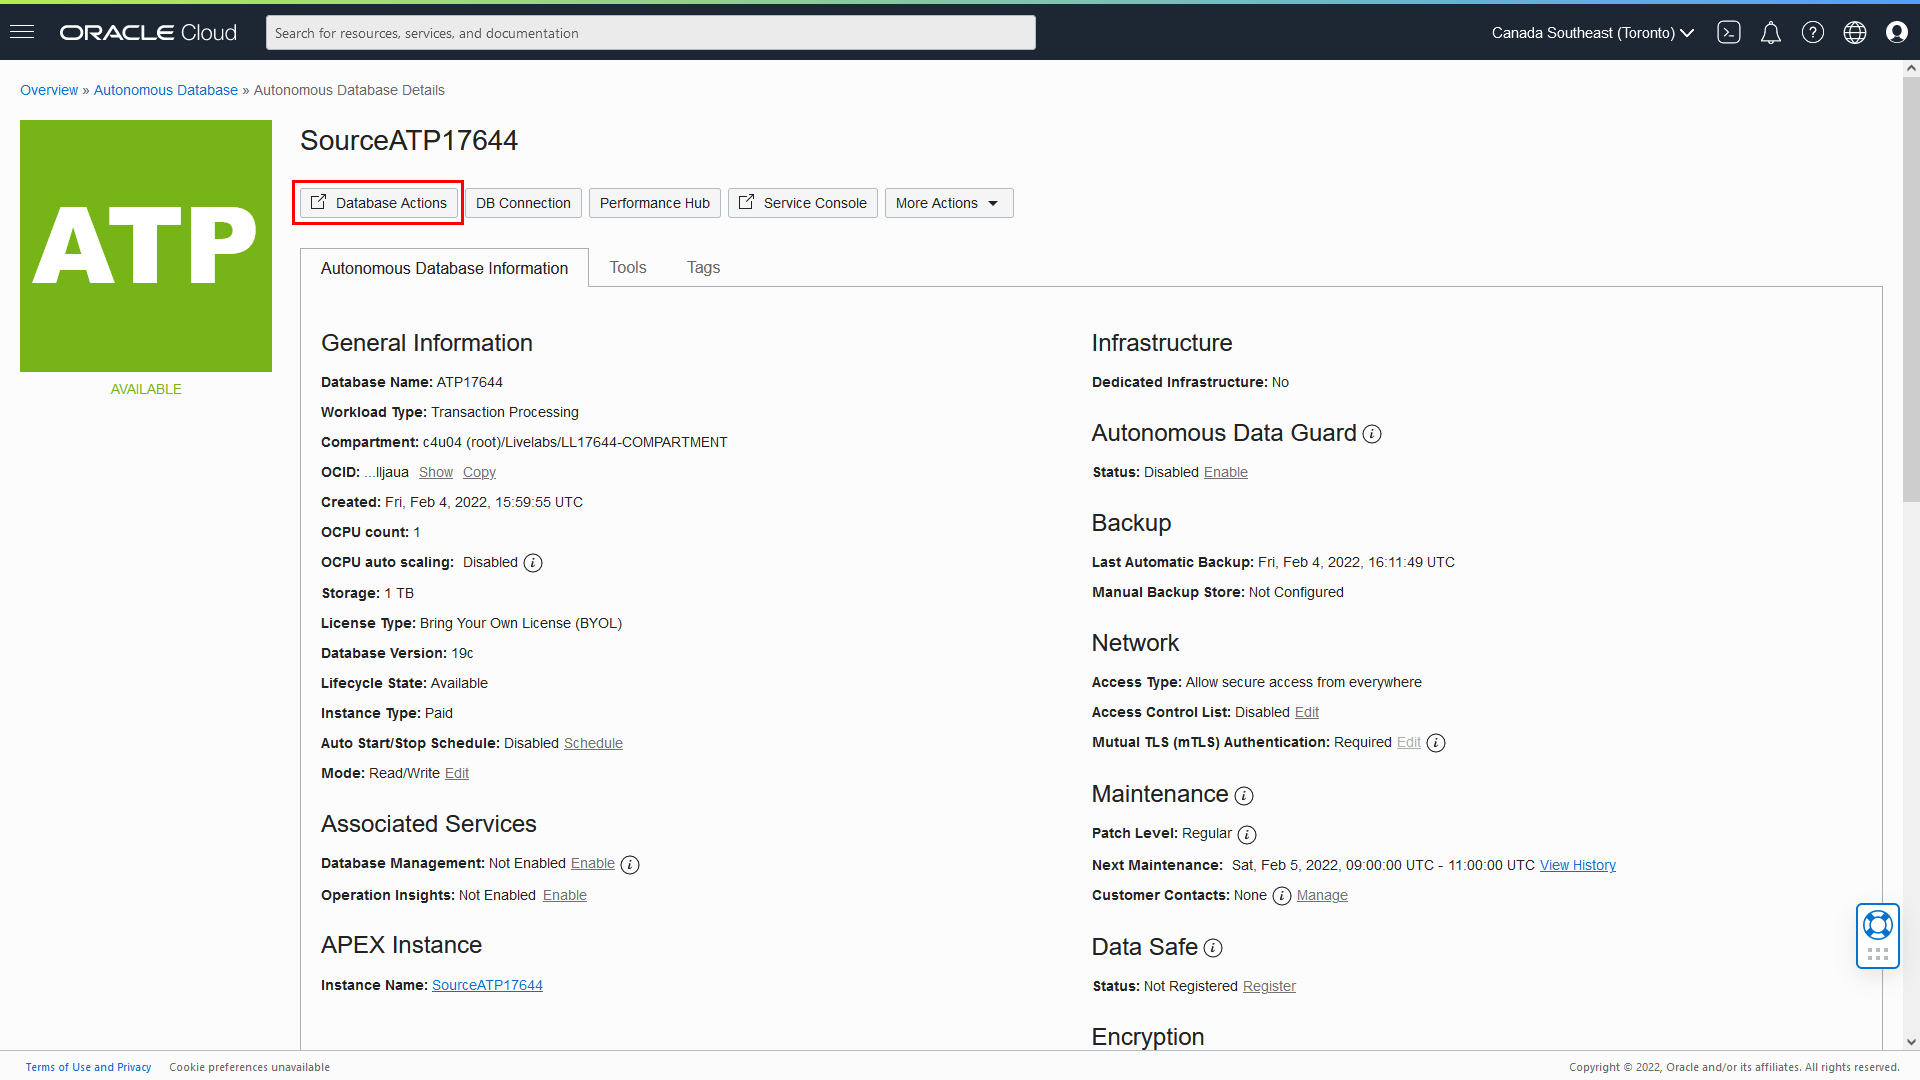 ORACLE Cloud
Search for resources, services, and documentation
Canada Southeast (Toronto)
Overview » Autonomous Database » Autonomous Database Details
ATP
AVAILABLE
SourceATP17644
Database Actions
DB Connection
Performance Hub
Service Console
More Actions
Autonomous Database Information
Tools
Tags
General Information
Database Name: ATP17644
Workload Type: Transaction Processing
Compartment: c4u04 (root)/Livelabs/LL17644-COMPARTMENT
OCID: ...lljaua Show Copy
Created: Fri, Feb 4, 2022, 15:59:55 UTC
OCPU count: 1
OCPU auto scaling: Disabled i
Storage: 1 TB
License Type: Bring Your Own License (BYOL)
Database Version: 19c
Lifecycle State: Available
Instance Type: Paid
Auto Start/Stop Schedule: Disabled Schedule
Mode: Read/Write Edit
Associated Services
Database Management: Not Enabled Enable i
Operation Insights: Not Enabled Enable
APEX Instance
Instance Name: SourceATP17644
Infrastructure
Dedicated Infrastructure: No
Autonomous Data Guard i
Status: Disabled Enable
Backup
Last Automatic Backup: Fri, Feb 4, 2022, 16:11:49 UTC
Manual Backup Store: Not Configured
Network
Access Type: Allow secure access from everywhere
Access Control List: Disabled Edit
Mutual TLS (mTLS) Authentication: Required Edit i
Maintenance i
Patch Level: Regular i
Next Maintenance: Sat, Feb 5, 2022, 09:00:00 UTC - 11:00:00 UTC View History
Customer Contacts: None i Manage
Data Safe i
Status: Not Registered Register
Encryption
Terms of Use and Privacy
Cookie preferences unavailable
Copyright © 2022, Oracle and/or its affiliates. All rights reserved.